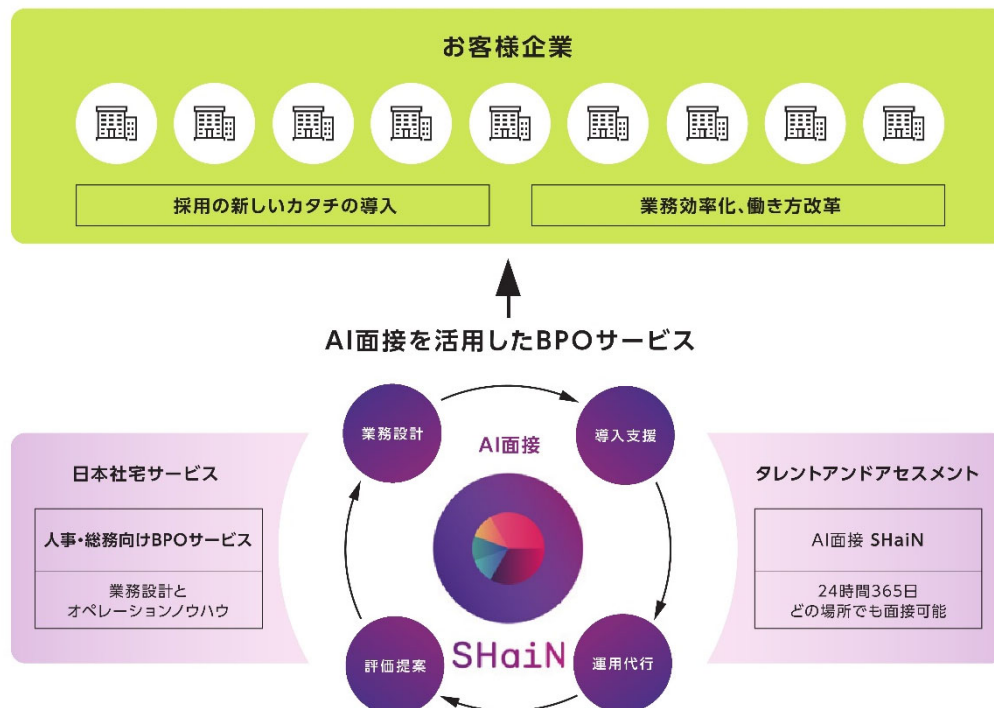 お客様企業
採用の新しいカタチの導入
業務効率化、働き方改革
AI面接を活用したBPOサービス
業務設計
導入支援
AI面接
日本社宅サービス
人事・総務向けBPOサービス
業務設計と
オペレーションノウハウ
タレントアンドアセスメント
AI面接 SHaiN
24時間365日
どの場所でも面接可能
評価提案
SHaiN
運用代行